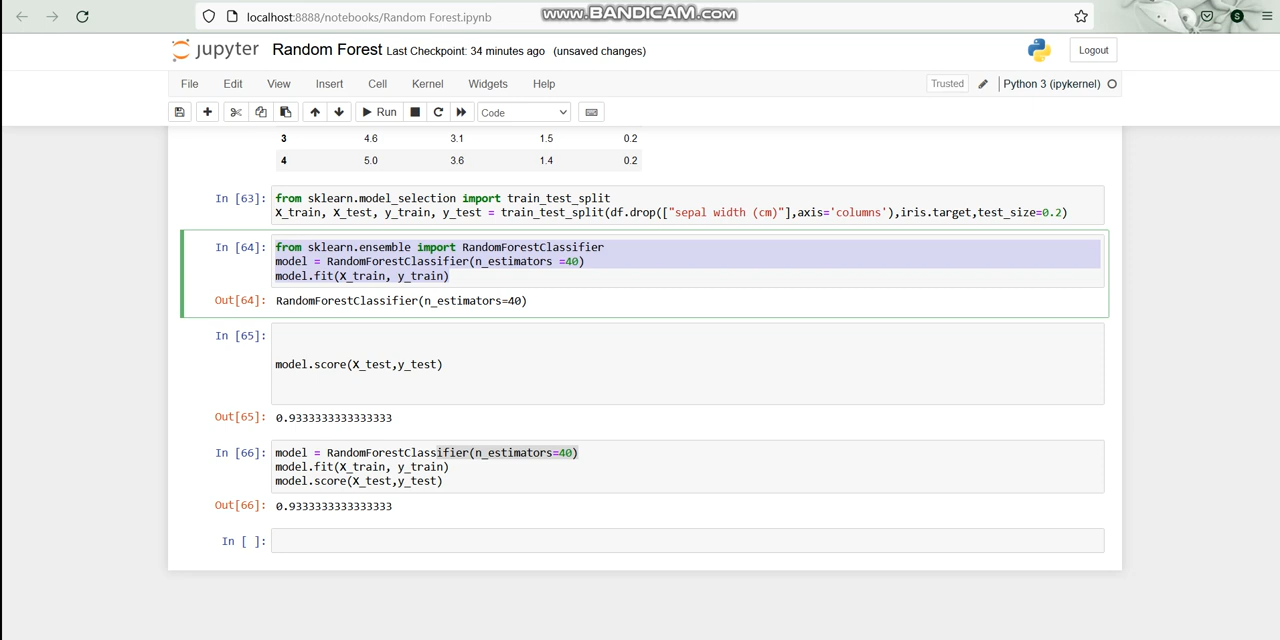 www.BANDICAM.com
localhost:8888/notebooks/Random Forest.ipynb
S
jupyter Random Forest Last Checkpoint: 34 minutes ago (unsaved changes)
Logout
File Edit View Insert Cell Kernel Widgets Help
Trusted Python 3 (ipykernel)
Run Code
3 4.6 3.1 1.5 0.2
4 5.0 3.6 1.4 0.2
In [63]: from sklearn.model_selection import train_test_split
X_train, X_test, y_train, y_test = train_test_split(df.drop(["sepal width (cm)"],axis='columns'),iris.target,test_size=0.2)
In [64]: from sklearn.ensemble import RandomForestClassifier
model = RandomForestClassifier(n_estimators =40)
model.fit(X_train, y_train)
Out[64]: RandomForestClassifier(n_estimators=40)
In [65]:
model.score(X_test,y_test)
Out[65]: 0.9333333333333333
In [66]: model = RandomForestClassifier(n_estimators=40)
model.fit(X_train, y_train)
model.score(X_test,y_test)
Out[66]: 0.9333333333333333
In [ ]: